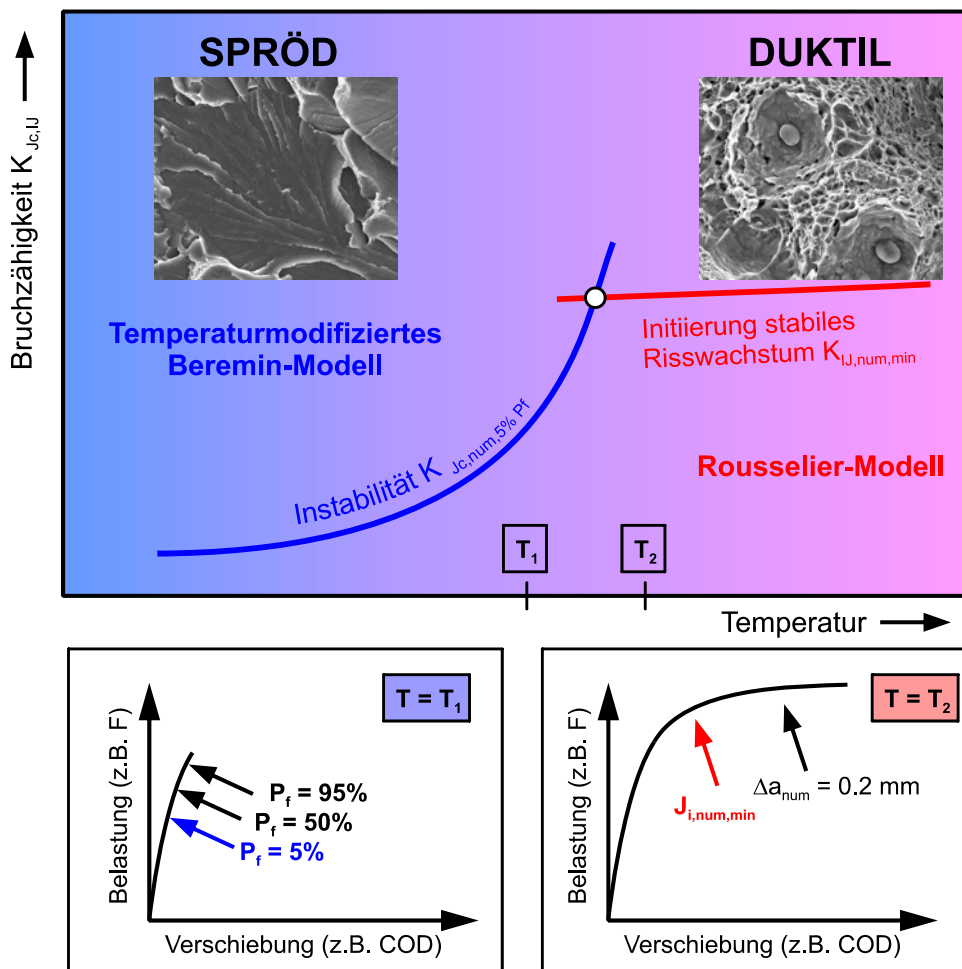 SPRÖD
DUKTIL
Bruchzähigkeit K Jc,IJ
Temperaturmodifiziertes
Beremin-Modell
Initiierung stabiles
Risswachstum K IJ,num,min
Instabilität K Jc,num,5% Pf
Rousselier-Modell
T1
T2
Temperatur
T = T1
Belastung (z.B. F)
Pf = 95%
Pf = 50%
Pf = 5%
Verschiebung (z.B. COD)
T = T2
Belastung (z.B. F)
Ji,num,min
Δanum = 0.2 mm
Verschiebung (z.B. COD)